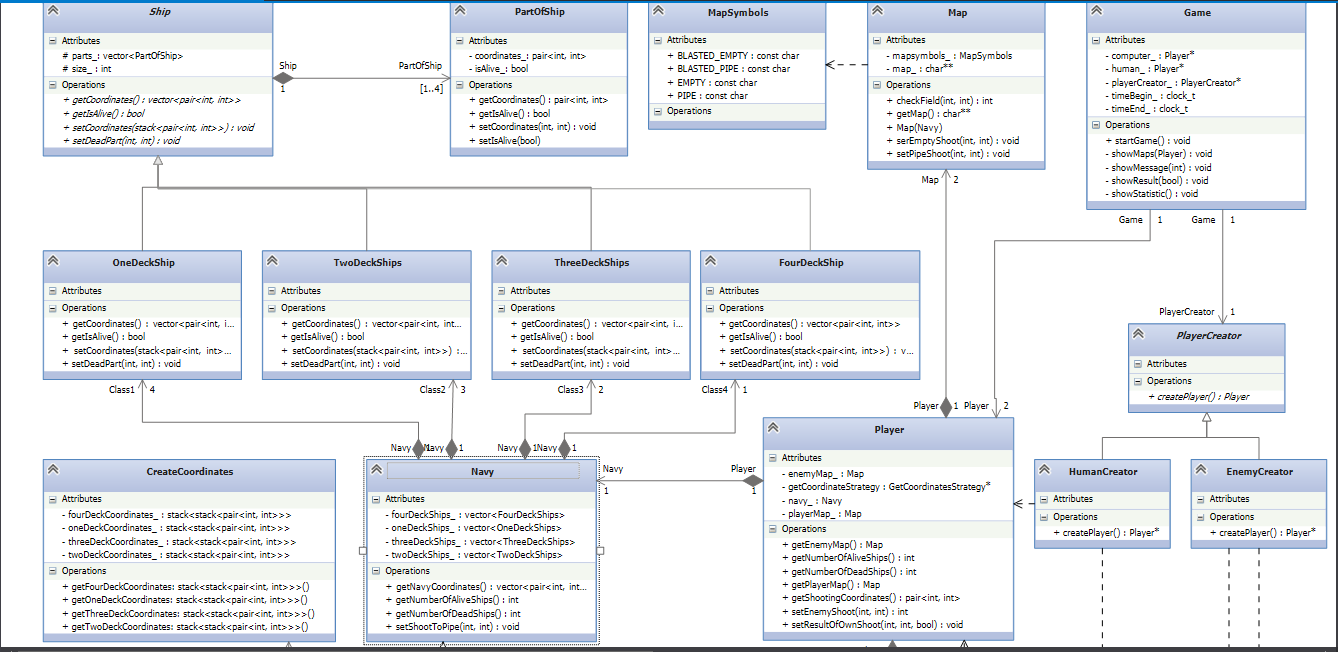 Ship
Attributes
# parts_: vector<PartOfShip>
# size_ : int
Operations
+ getCoordinates() : vector<pair<int, int>>
+ getIsAlive() : bool
+ setCoordinates(stack<pair<int, int>>) : void
+ setDeadPart(int, int) : void
Ship
1
PartOfShip
[1..4]
PartOfShip
Attributes
- coordinates_: pair<int, int>
- isAlive_: bool
Operations
+ getCoordinates() : pair<int, int>
+ getIsAlive() : bool
+ setCoordinates(int, int) : void
+ setIsAlive(bool)
MapSymbols
Attributes
+ BLASTED_EMPTY : const char
+ BLASTED_PIPE : const char
+ EMPTY : const char
+ PIPE : const char
Operations
Map
Attributes
- mapsymbols_ : MapSymbols
- map_ : char**
Operations
+ checkField(int, int) : int
+ getMap() : char**
+ Map(Navy)
+ serEmptyShoot(int, int) : void
+ setPipeShoot(int, int) : void
Map 2
Game
Attributes
- computer_ : Player*
- human_ : Player*
- playerCreator_ : PlayerCreator*
- timeBegin_ : clock_t
- timeEnd_ : clock_t
Operations
+ startGame() : void
- showMaps(Player) : void
- showMessage(int) : void
- showResult(bool) : void
- showStatistic() : void
Game 1
Game 1
OneDeckShip
Attributes
Operations
+ getCoordinates() : vector<pair<int, i...
+ getIsAlive() : bool
+ setCoordinates(stack<pair<int, int>...
+ setDeadPart(int, int) : void
Class1 4
TwoDeckShips
Attributes
Operations
+ getCoordinates() : vector<pair<int, int...
+ getIsAlive() : bool
+ setCoordinates(stack<pair<int, int>>) :...
+ setDeadPart(int, int) : void
Class2 3
ThreeDeckShips
Attributes
Operations
+ getCoordinates() : vector<pair<int, i...
+ getIsAlive() : bool
+ setCoordinates(stack<pair<int, int>...
+ setDeadPart(int, int) : void
Class3 2
FourDeckShip
Attributes
Operations
+ getCoordinates() : vector<pair<int, int>>
+ getIsAlive() : bool
+ setCoordinates(stack<pair<int, int>>) : v...
+ setDeadPart(int, int) : void
Class4 1
PlayerCreator 1
PlayerCreator
Attributes
Operations
+ createPlayer() : Player
Player 1
Player 2
Navy 1
Navy 1
Navy 1
Navy 1
CreateCoordinates
Attributes
- fourDeckCoordinates_ : stack<stack<pair<int, int>>>
- oneDeckCoordinates_ : stack<stack<pair<int, int>>>
- threeDeckCoordinates_ : stack<stack<pair<int, int>>>
- twoDeckCoordinates_ : stack<stack<pair<int, int>>>
Operations
+ getFourDeckCoordinates: stack<stack<pair<int, int>>>()
+ getOneDeckCoordinates: stack<stack<pair<int, int>>>()
+ getThreeDeckCoordinates: stack<stack<pair<int, int>>>()
+ getTwoDeckCoordinates: stack<stack<pair<int, int>>>()
Navy
Attributes
- fourDeckShips_ : vector<FourDeckShips>
- oneDeckShips_ : vector<OneDeckShips>
- threeDeckShips_ : vector<ThreeDeckShips>
- twoDeckShips_ : vector<TwoDeckShips>
Operations
+ getNavyCoordinates() : vector<pair<int, int...
+ getNumberOfAliveShips() : int
+ getNumberOfDeadShips() : int
+ setShootToPipe(int, int) : void
Navy
1
Player
1
Player
Attributes
- enemyMap_ : Map
- getCoordinateStrategy : GetCoordinatesStrategy*
- navy_ : Navy
- playerMap_ : Map
Operations
+ getEnemyMap() : Map
+ getNumberOfAliveShips() : int
+ getNumberOfDeadShips() : int
+ getPlayerMap() : Map
+ getShootingCoordinates() : pair<int, int>
+ setEnemyShoot(int, int) : int
+ setResultOfOwnShoot(int, int, bool) : void
HumanCreator
Attributes
Operations
+ createPlayer() : Player*
EnemyCreator
Attributes
Operations
+ createPlayer() : Player*